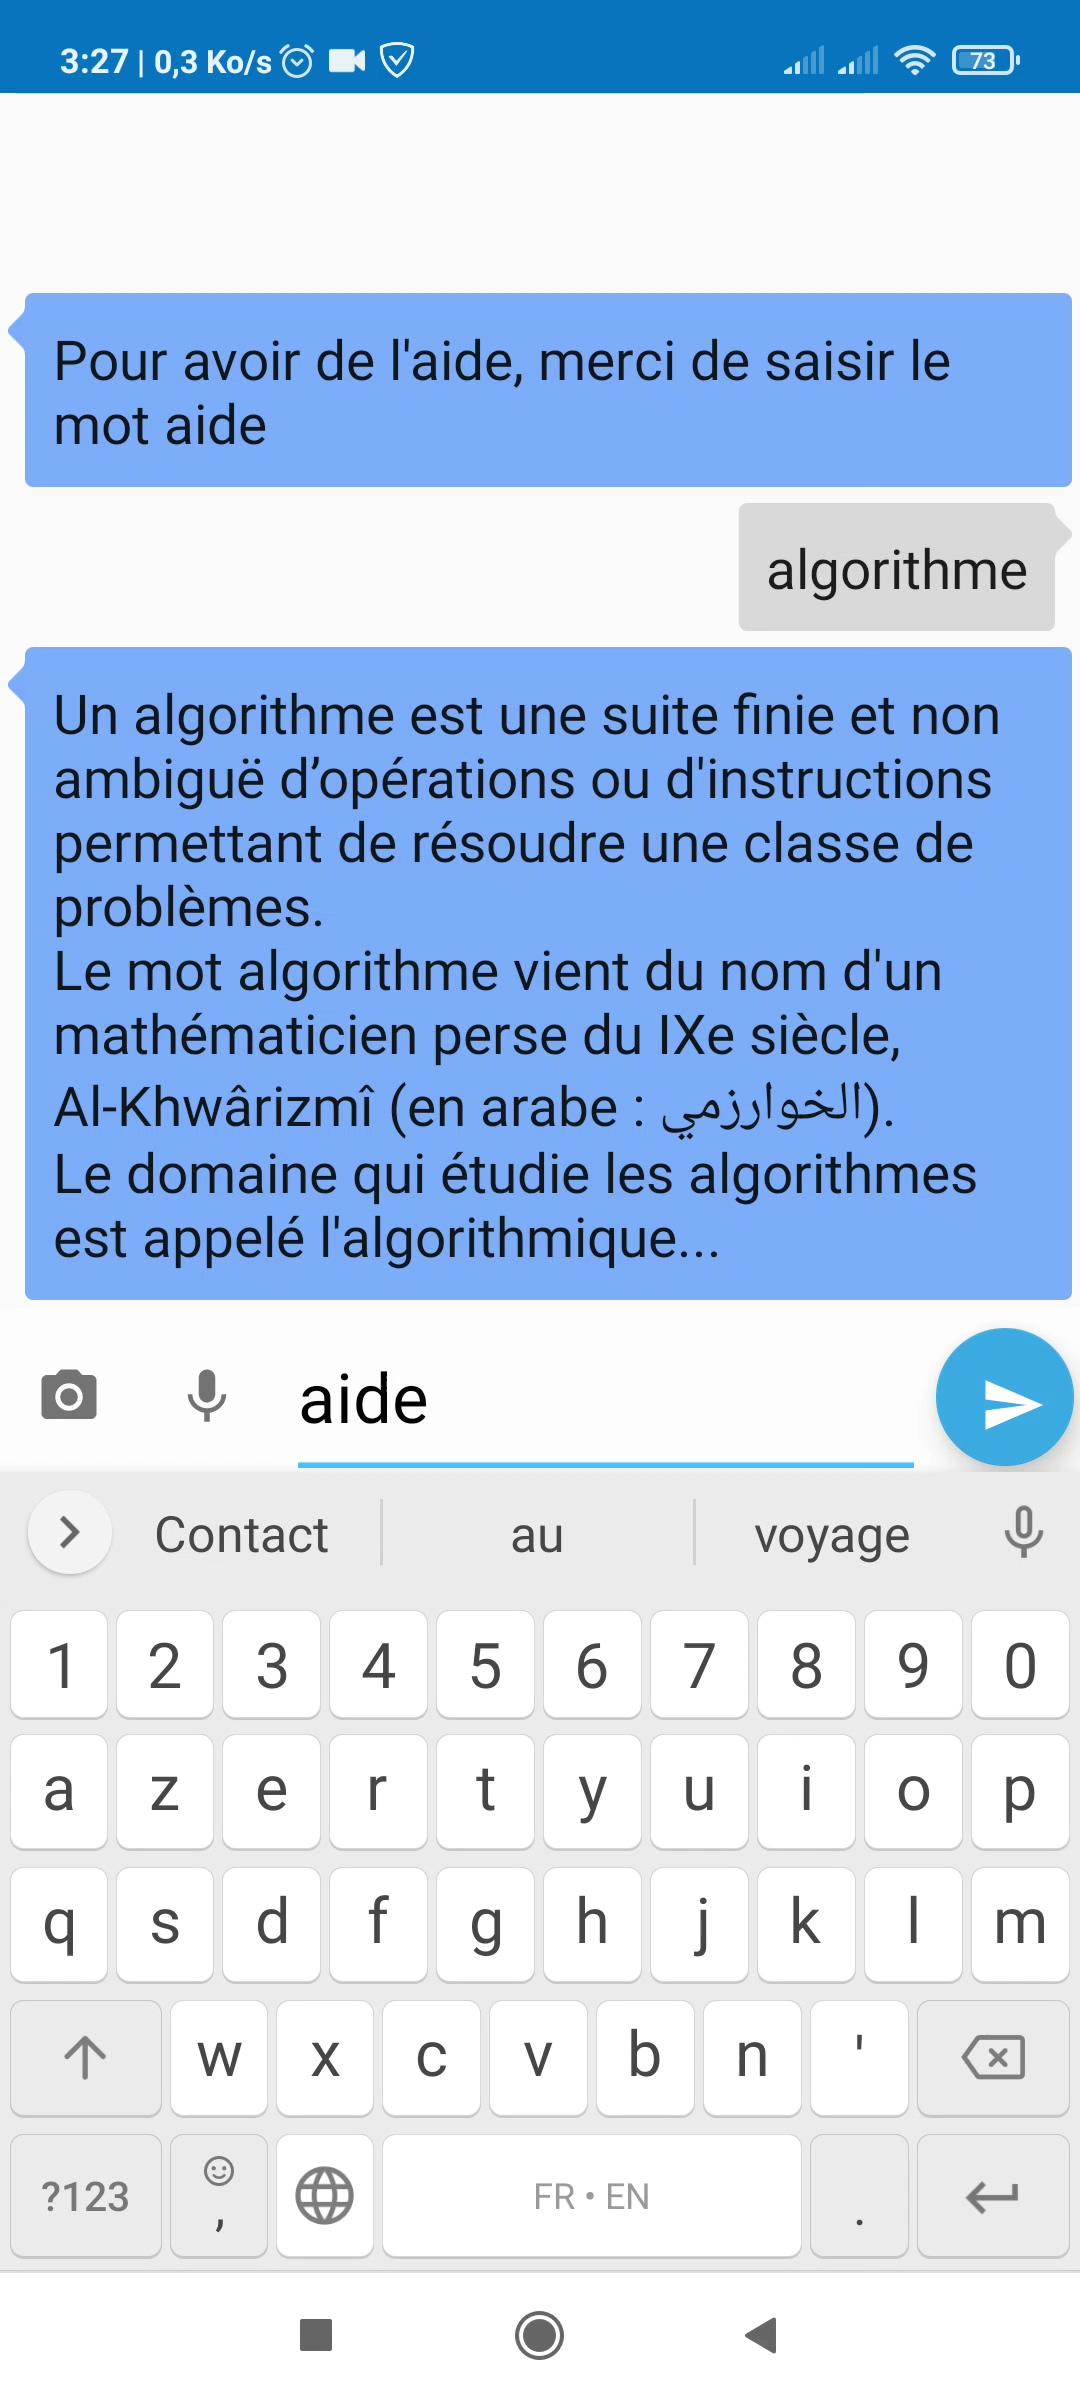 3:27 | 0,3 Ko/s
73
Pour avoir de l'aide, merci de saisir le
mot aide
algorithme
Un algorithme est une suite finie et non
ambiguë d’opérations ou d'instructions
permettant de résoudre une classe de
problèmes.
Le mot algorithme vient du nom d'un
mathématicien perse du IXe siècle,
Al-Khwârizmî (en arabe : الخوارزمي).
Le domaine qui étudie les algorithmes
est appelé l'algorithmique...
aide
Contact au voyage
1 2 3 4 5 6 7 8 9 0
a z e r t y u i o p
q s d f g h j k l m
w x c v b n '
?123 , FR • EN .